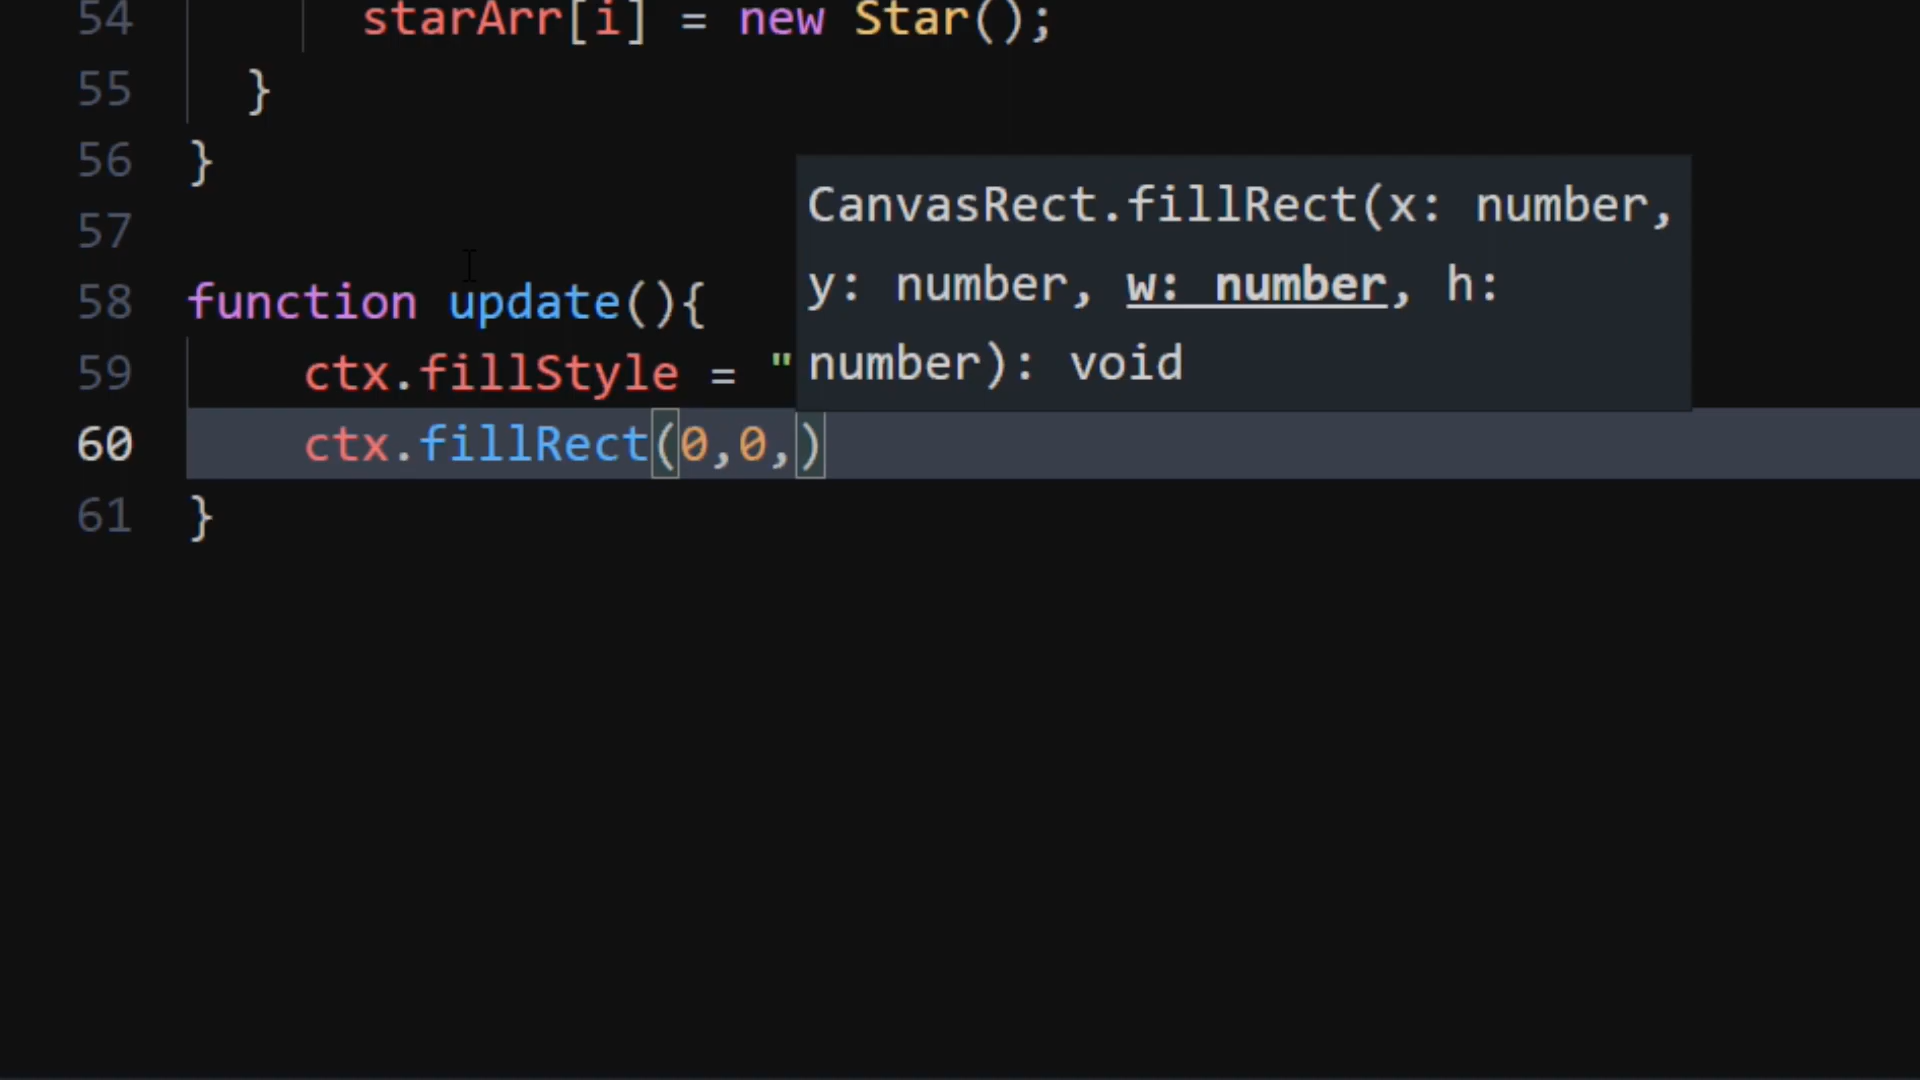 54 starArr[i] = new Star();
55 }
56 }
57
CanvasRect.fillRect(x: number,
y: number, w: number, h:
number): void
58 function update(){
59 ctx.fillStyle = "
60 ctx.fillRect(0,0,)
61 }